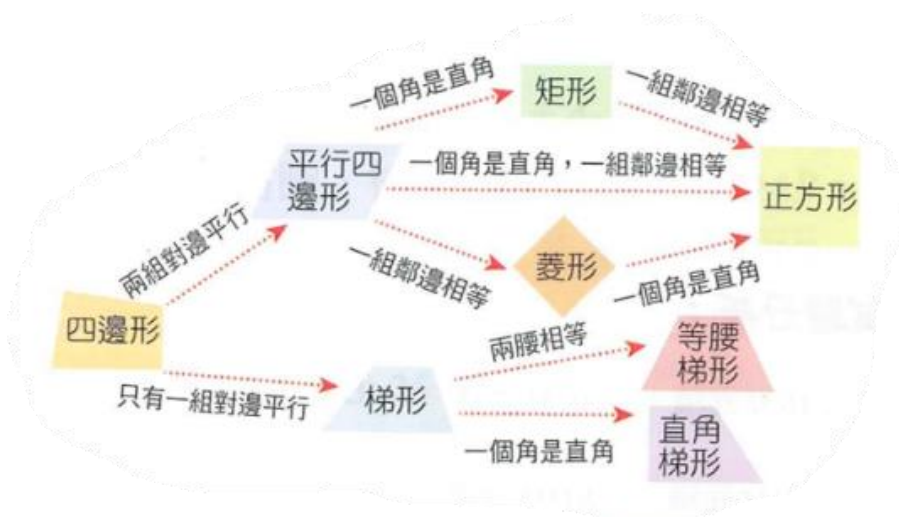 一個角是直角
矩形
一組鄰邊相等
平行四
邊形
一個角是直角，一組鄰邊相等
正方形
兩組對邊平行
一組鄰邊相等
菱形
一個角是直角
四邊形
只有一組對邊平行
梯形
兩腰相等
等腰
梯形
一個角是直角
直角
梯形